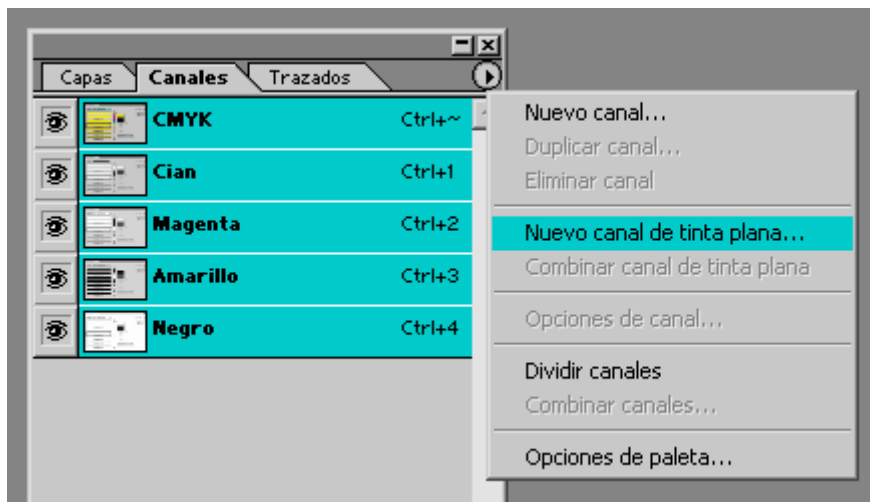 Capas Canales Trazados
CMYK Ctrl+~
Cian Ctrl+1
Magenta Ctrl+2
Amarillo Ctrl+3
Negro Ctrl+4
Nuevo canal...
Duplicar canal...
Eliminar canal
Nuevo canal de tinta plana...
Combinar canal de tinta plana
Opciones de canal...
Dividir canales
Combinar canales...
Opciones de paleta...